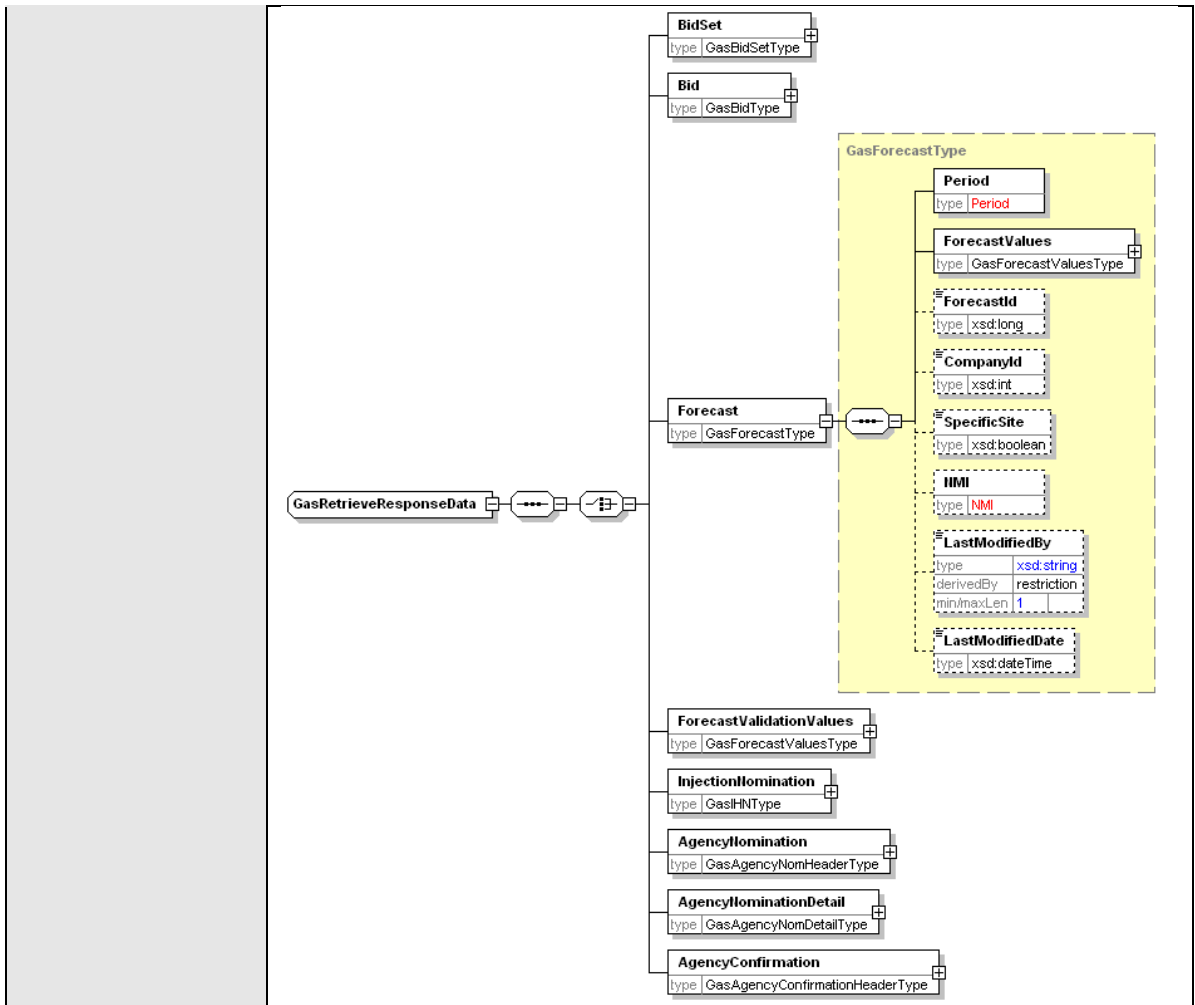 BidSet
type GasBidSetType
Bid
type GasBidType
GasForecastType
Period
type Period
ForecastValues
type GasForecastValuesType
ForecastId
type xsd:long
CompanyId
type xsd:int
Forecast
type GasForecastType
SpecificSite
type xsd:boolean
NMI
type NMI
GasRetrieveResponseData
LastModifiedBy
type xsd:string
derivedBy restriction
min/maxLen 1
LastModifiedDate
type xsd:dateTime
ForecastValidationValues
type GasForecastValuesType
InjectionNomination
type GasIHNType
AgencyNomination
type GasAgencyNomHeaderType
AgencyNominationDetail
type GasAgencyNomDetailType
AgencyConfirmation
type GasAgencyConfirmationHeaderType